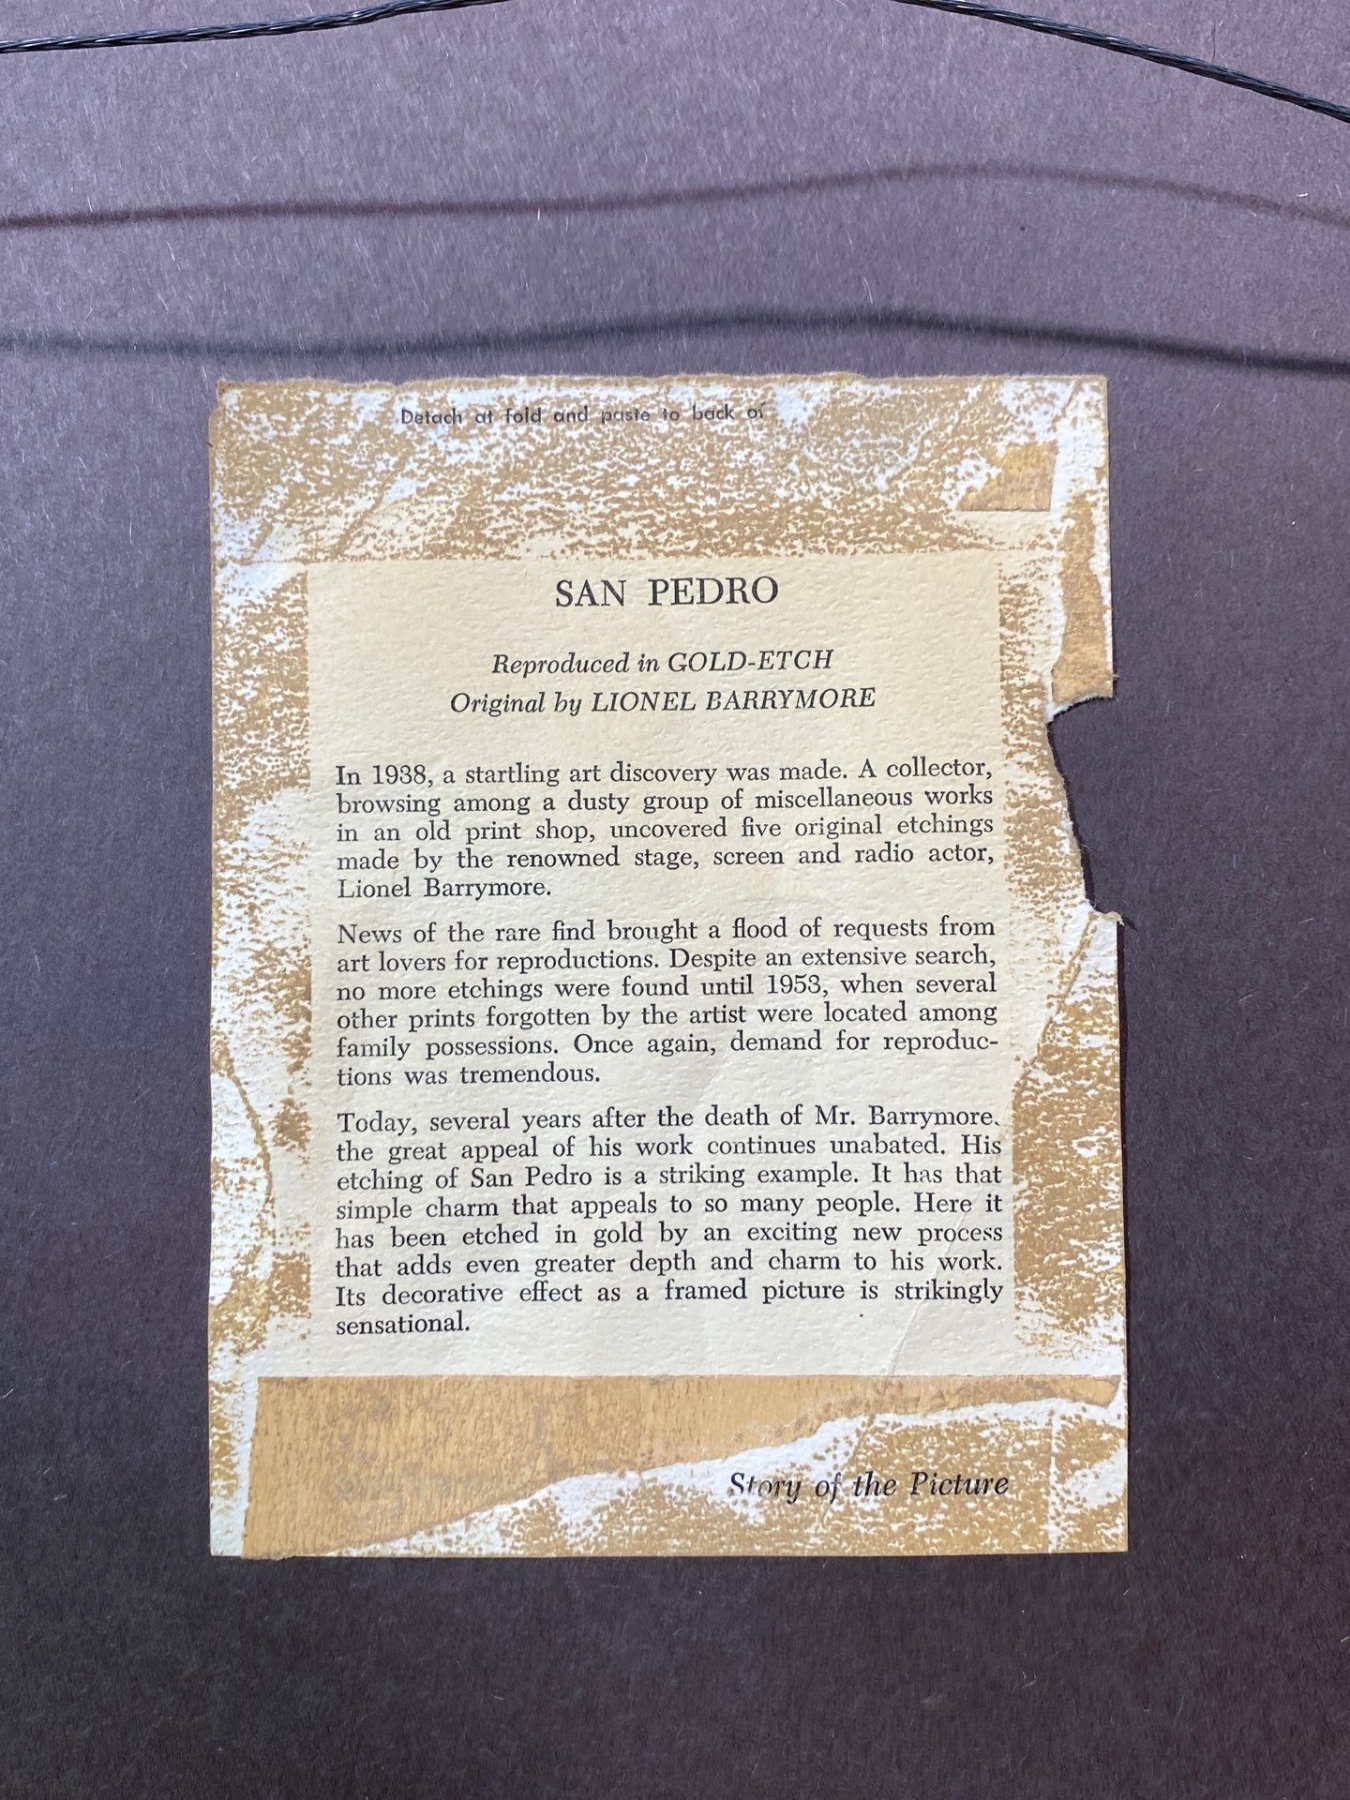 Detach at fold and paste to back of
SAN PEDRO
Reproduced in GOLD-ETCH
Original by LIONEL BARRYMORE
In 1938, a startling art discovery was made. A collector,
browsing among a dusty group of miscellaneous works
in an old print shop, uncovered five original etchings
made by the renowned stage, screen and radio actor,
Lionel Barrymore.
News of the rare find brought a flood of requests from
art lovers for reproductions. Despite an extensive search,
no more etchings were found until 1953, when several
other prints forgotten by the artist were located among
family possessions. Once again, demand for reproduc-
tions was tremendous.
Today, several years after the death of Mr. Barrymore,
the great appeal of his work continues unabated. His
etching of San Pedro is a striking example. It has that
simple charm that appeals to so many people. Here it
has been etched in gold by an exciting new process
that adds even greater depth and charm to his work.
Its decorative effect as a framed picture is strikingly
sensational.
Story of the Picture